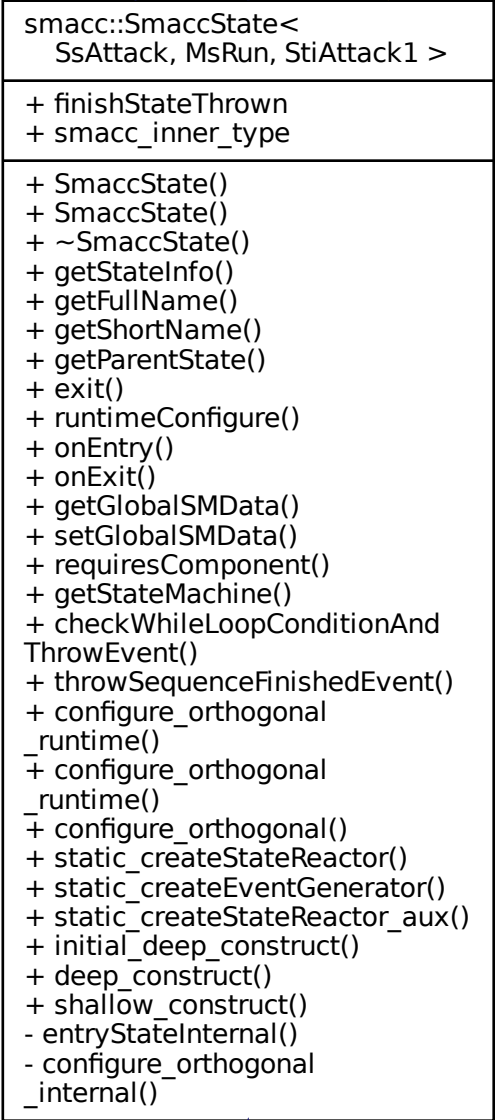 smacc::SmaccState<
SsAttack, MsRun, StiAttack1 >
+ finishStateThrown
+ smacc_inner_type
+ SmaccState()
+ SmaccState()
+ ~SmaccState()
+ getStateInfo()
+ getFullName()
+ getShortName()
+ getParentState()
+ exit()
+ runtimeConfigure()
+ onEntry()
+ onExit()
+ getGlobalSMData()
+ setGlobalSMData()
+ requiresComponent()
+ getStateMachine()
+ checkWhileLoopConditionAnd
ThrowEvent()
+ throwSequenceFinishedEvent()
+ configure_orthogonal
_runtime()
+ configure_orthogonal
_runtime()
+ configure_orthogonal()
+ static_createStateReactor()
+ static_createEventGenerator()
+ static_createStateReactor_aux()
+ initial_deep_construct()
+ deep_construct()
+ shallow_construct()
- entryStateInternal()
- configure_orthogonal
_internal()